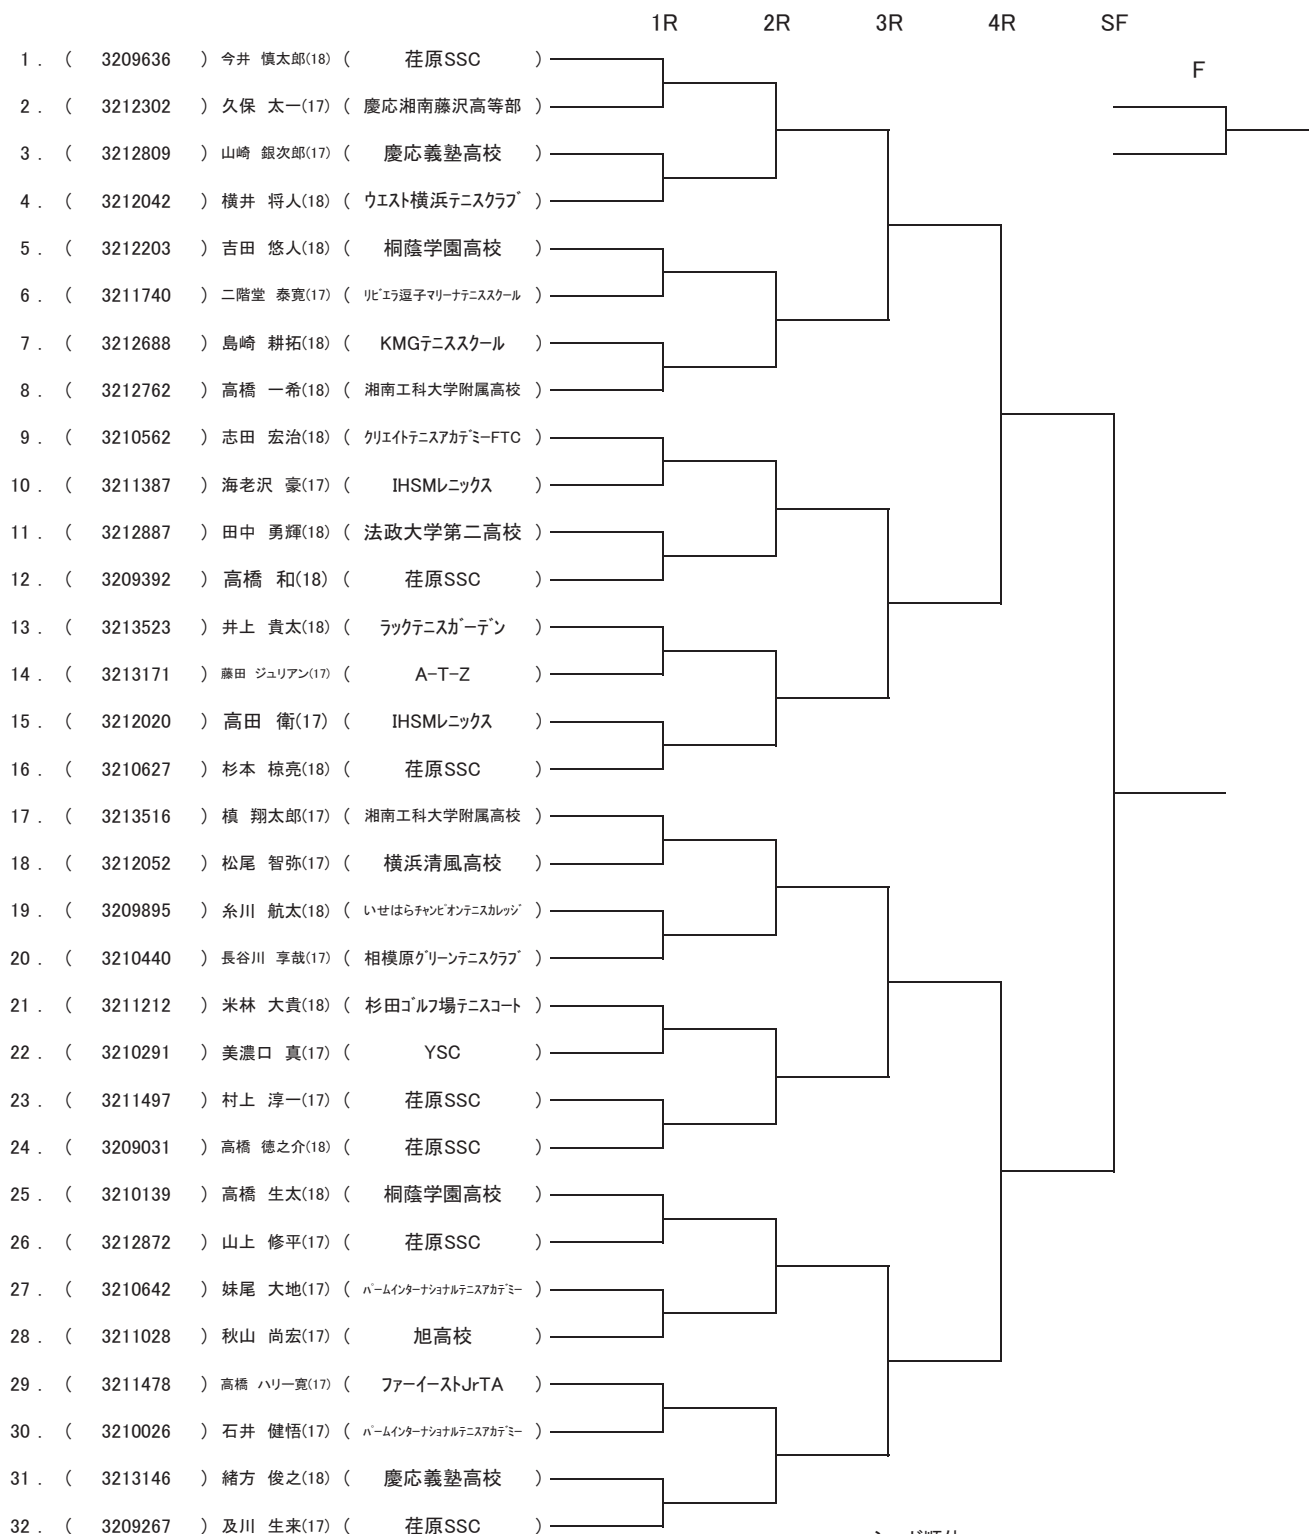 1R 2R 3R 4R SF
F
1 . ( 3209636 ) 今井 慎太郎(18) ( 荏原SSC )
2 . ( 3212302 ) 久保 太一(17) ( 慶応湘南藤沢高等部 )
3 . ( 3212809 ) 山崎 銀次郎(17) ( 慶応義塾高校 )
4 . ( 3212042 ) 横井 将人(18) ( ウエスト横浜テニスクラブ )
5 . ( 3212203 ) 吉田 悠人(18) ( 桐蔭学園高校 )
6 . ( 3211740 ) 二階堂 泰寛(17) ( リビエラ逗子マリーナテニススクール )
7 . ( 3212688 ) 島崎 耕拓(18) ( KMGテニススクール )
8 . ( 3212762 ) 高橋 一希(18) ( 湘南工科大学附属高校 )
9 . ( 3210562 ) 志田 宏治(18) ( クリエイトテニスアカデミーFTC )
10 . ( 3211387 ) 海老沢 豪(17) ( IHSMレニックス )
11 . ( 3212887 ) 田中 勇輝(18) ( 法政大学第二高校 )
12 . ( 3209392 ) 高橋 和(18) ( 荏原SSC )
13 . ( 3213523 ) 井上 貴太(18) ( ラックテニスガーデン )
14 . ( 3213171 ) 藤田 ジュリアン(17) ( A-T-Z )
15 . ( 3212020 ) 高田 衛(17) ( IHSMレニックス )
16 . ( 3210627 ) 杉本 椋亮(18) ( 荏原SSC )
17 . ( 3213516 ) 槙 翔太郎(17) ( 湘南工科大学附属高校 )
18 . ( 3212052 ) 松尾 智弥(17) ( 横浜清風高校 )
19 . ( 3209895 ) 糸川 航太(18) ( いせはらチャンピオンテニスカレッジ )
20 . ( 3210440 ) 長谷川 享哉(17) ( 相模原グリーンテニスクラブ )
21 . ( 3211212 ) 米林 大貴(18) ( 杉田ゴルフ場テニスコート )
22 . ( 3210291 ) 美濃口 真(17) ( YSC )
23 . ( 3211497 ) 村上 淳一(17) ( 荏原SSC )
24 . ( 3209031 ) 高橋 徳之介(18) ( 荏原SSC )
25 . ( 3210139 ) 高橋 生太(18) ( 桐蔭学園高校 )
26 . ( 3212872 ) 山上 修平(17) ( 荏原SSC )
27 . ( 3210642 ) 妹尾 大地(17) ( パームインターナショナルテニスアカデミー )
28 . ( 3211028 ) 秋山 尚宏(17) ( 旭高校 )
29 . ( 3211478 ) 高橋 ハリー寛(17) ( ファーイーストJrTA )
30 . ( 3210026 ) 石井 健悟(17) ( パームインターナショナルテニスアカデミー )
31 . ( 3213146 ) 緒方 俊之(18) ( 慶応義塾高校 )
32 . ( 3209267 ) 及川 生来(17) ( 荏原SSC )